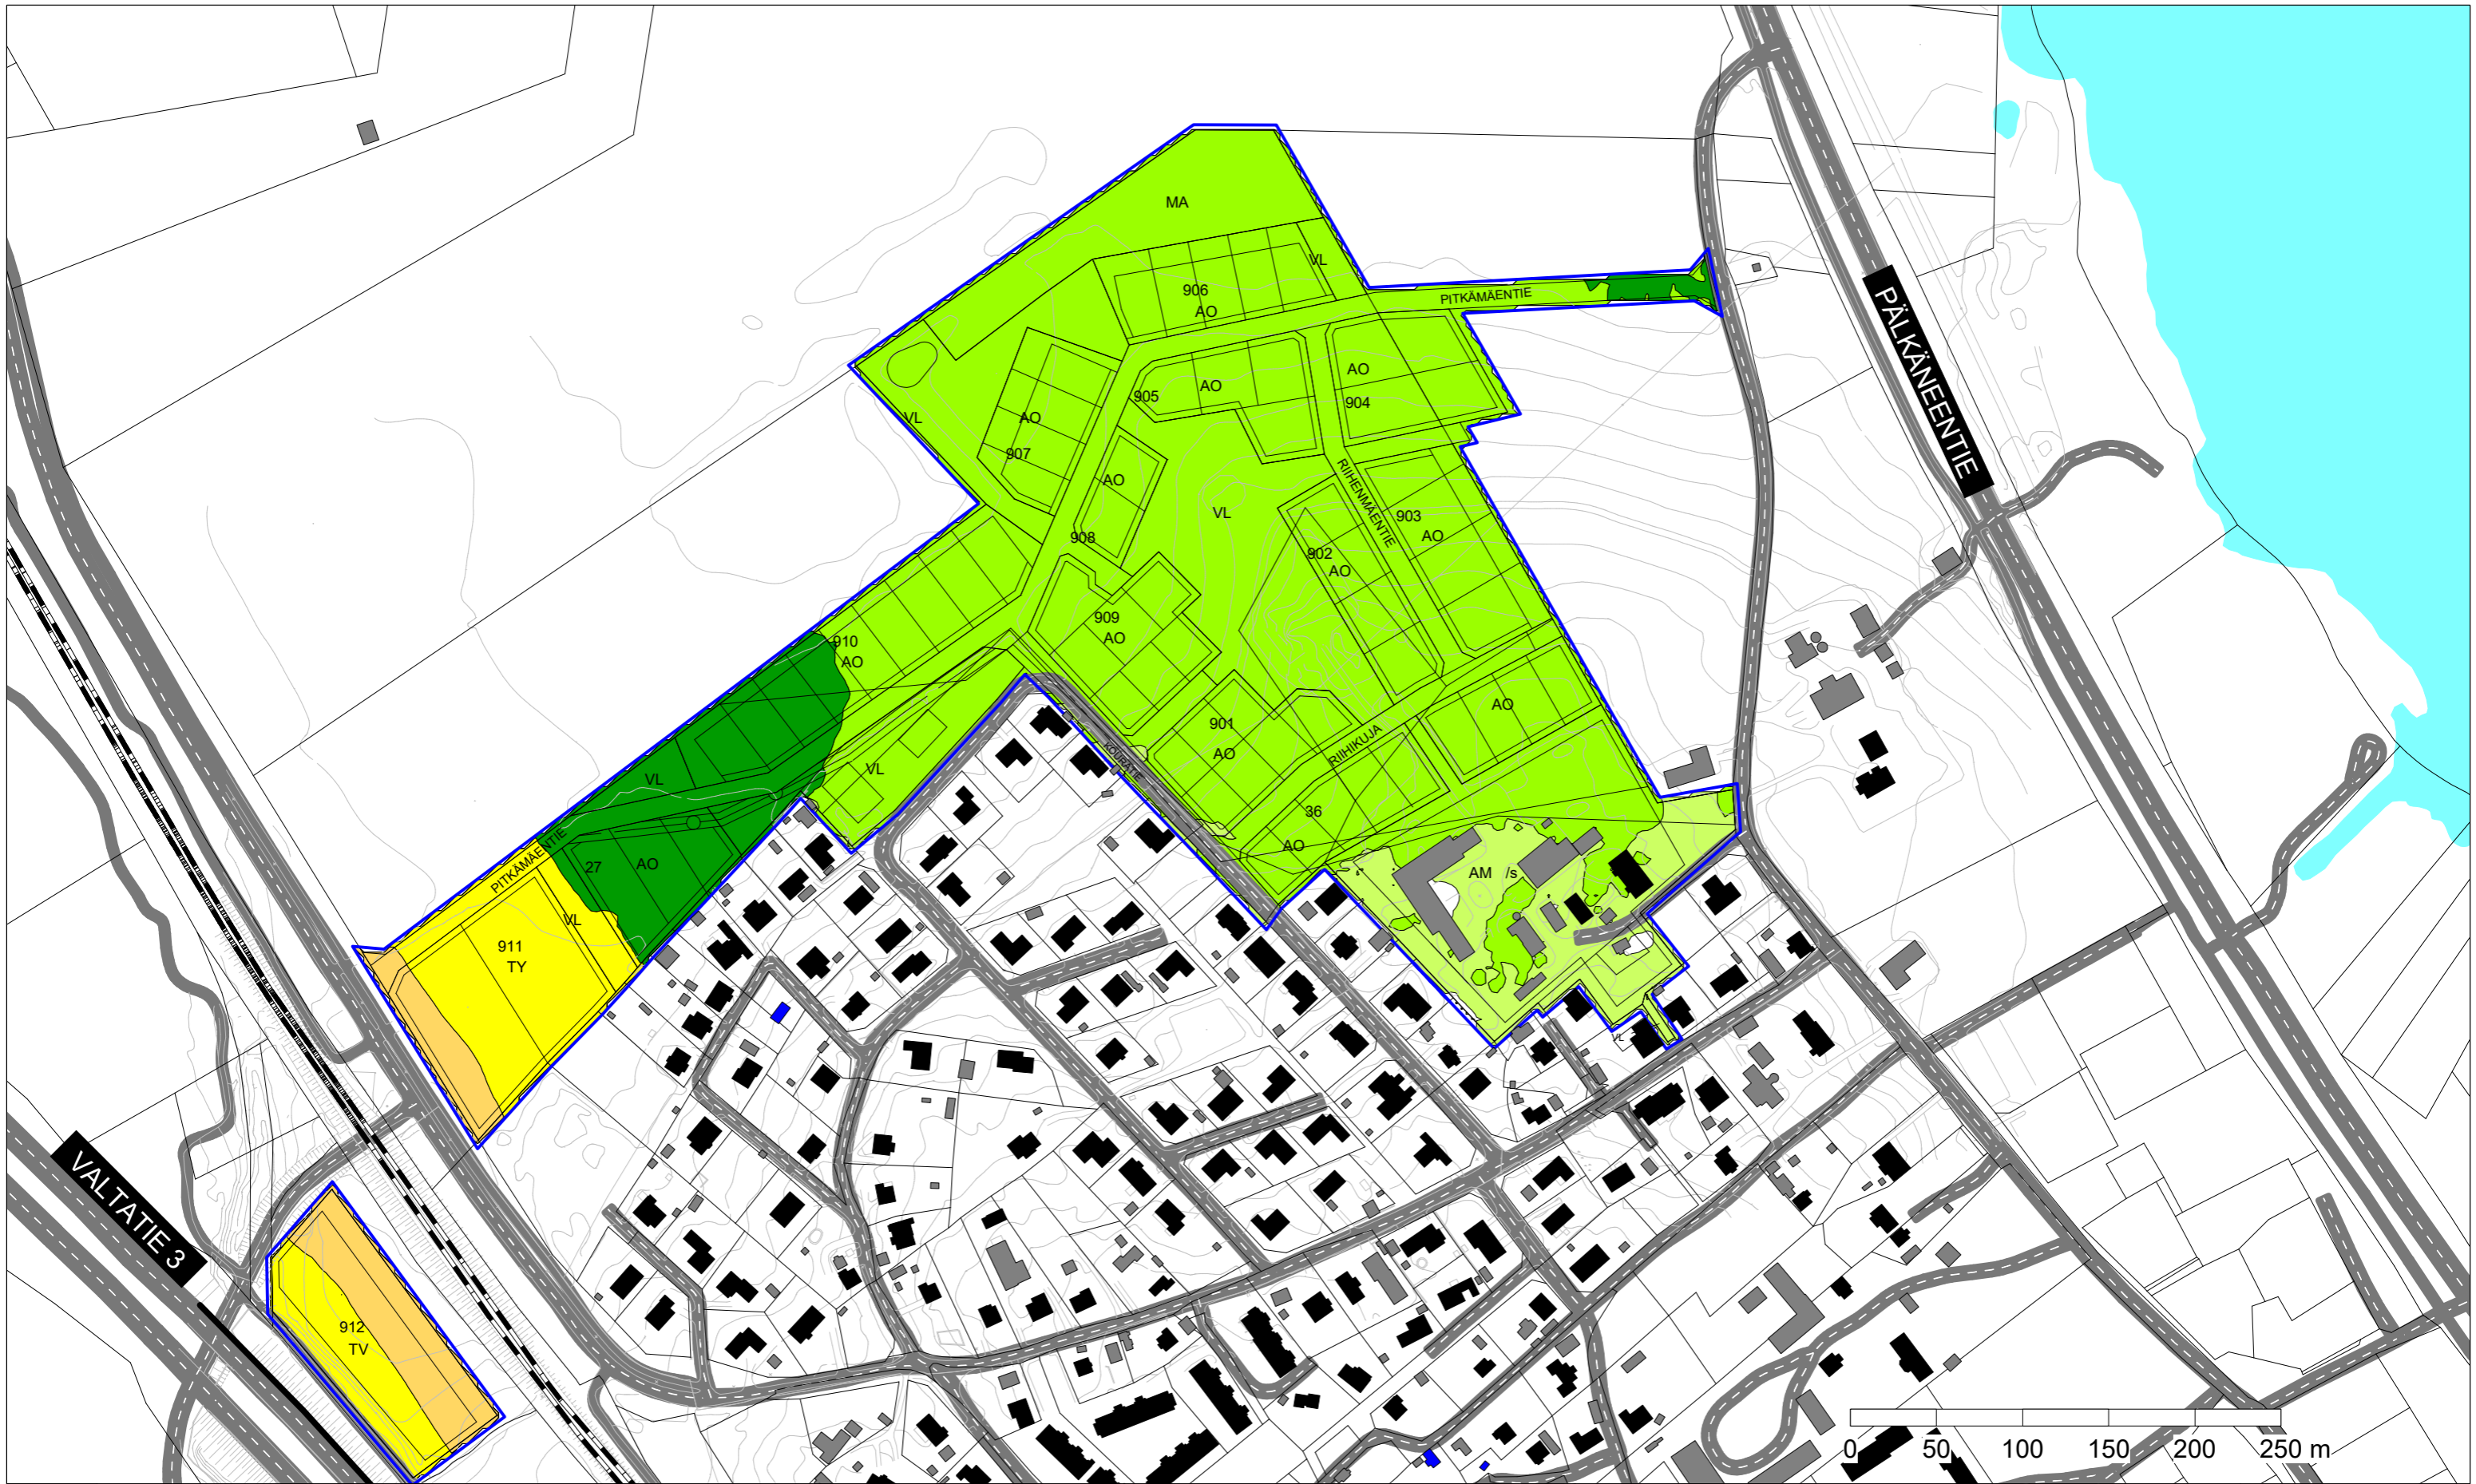 MA
VL
906
AO
PITKÄMÄENTIE
PÄLKÄNEENTIE
AO
905
AO
904
VL
AO
907
AO
908
VL
RIIHENMÄENTIE
903
AO
902
AO
909
AO
910
AO
901
AO
AO
RIIHIKUJA
KOURATIE
VL
VL
36
AO
PITKÄMÄENTIE
27
AO
AM /s
VL
911
TY
VL
VALTATIE 3
912
TV
0 50 100 150 200 250 m